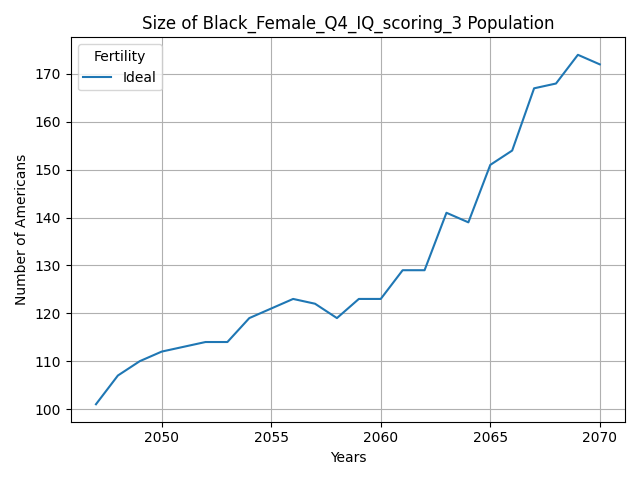 Size of Black_Female_Q4_IQ_scoring_3 Population
Fertility
Ideal
170
160
150
140
130
120
110
100
Number of Americans
2050 2055 2060 2065 2070
Years